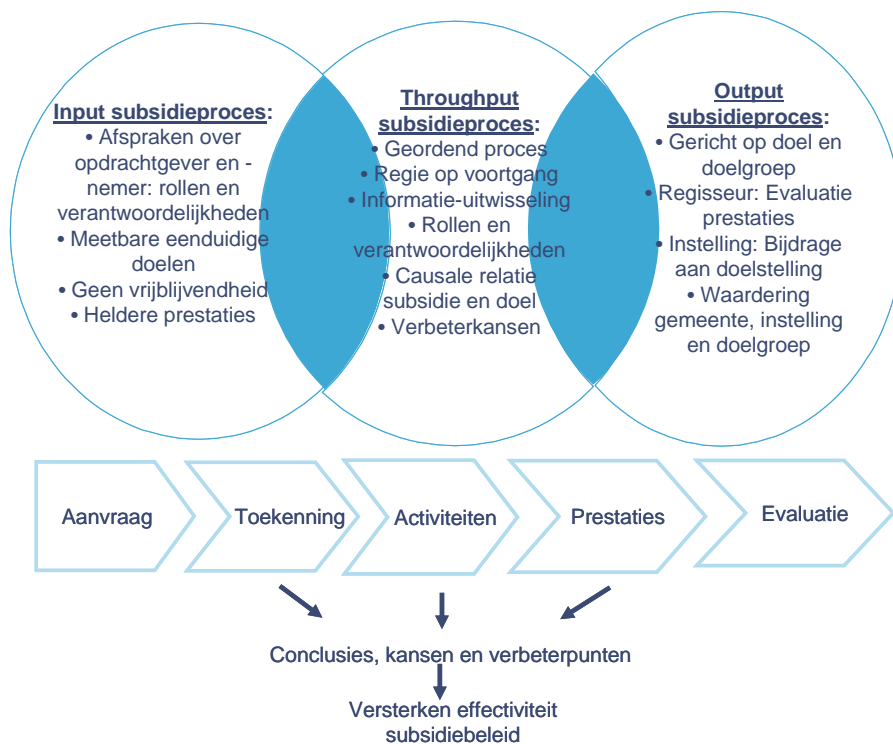 Input subsidieproces:
• Afspraken over
opdrachtgever en -
nemer: rollen en
verantwoordelijkheden
• Meetbare eenduidige
doelen
• Geen vrijblijvendheid
• Heldere prestaties
Throughput
subsidieproces:
• Geordend proces
• Regie op voortgang
• Informatie-uitwisseling
• Rollen en
verantwoordelijkheden
• Causale relatie
subsidie en doel
• Verbeterkansen
Output
subsidieproces:
• Gericht op doel en
doelgroep
• Regisseur: Evaluatie
prestaties
• Instelling: Bijdrage
aan doelstelling
• Waardering
gemeente, instelling
en doelgroep
Aanvraag
Toekenning
Activiteiten
Prestaties
Evaluatie
Conclusies, kansen en verbeterpunten
Versterken effectiviteit
subsidiebeleid